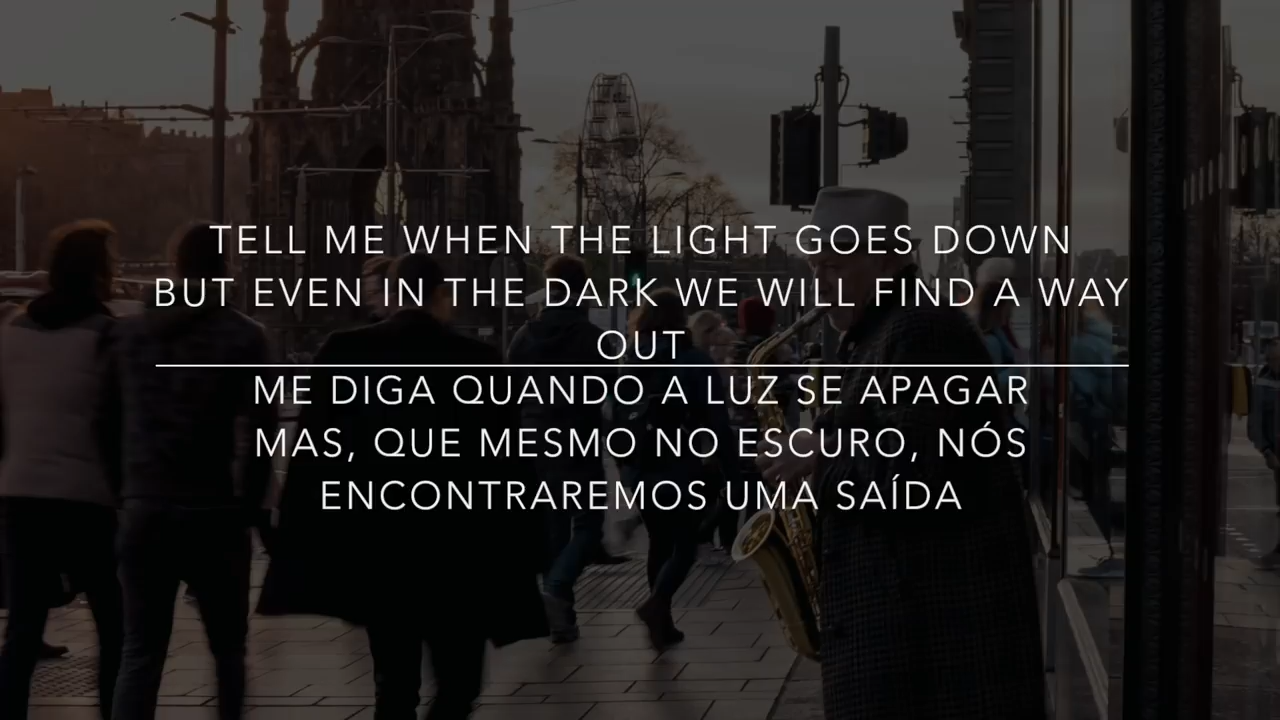 TELL ME WHEN THE LIGHT GOES DOWN
BUT EVEN IN THE DARK WE WILL FIND A WAY
OUT
ME DIGA QUANDO A LUZ SE APAGAR
MAS, QUE MESMO NO ESCURO, NÓS
ENCONTRAREMOS UMA SAÍDA